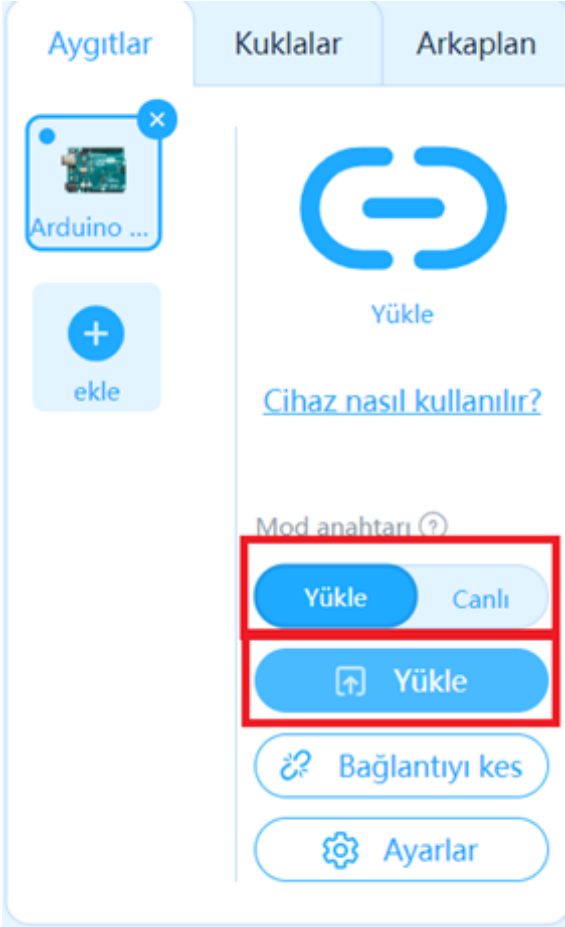 Aygıtlar
Kuklalar
Arkaplan
Arduino ...
ekle
Yükle
Cihaz nasıl kullanılır?
Mod anahtarı ?
Yükle
Canlı
Yükle
Bağlantıyı kes
Ayarlar